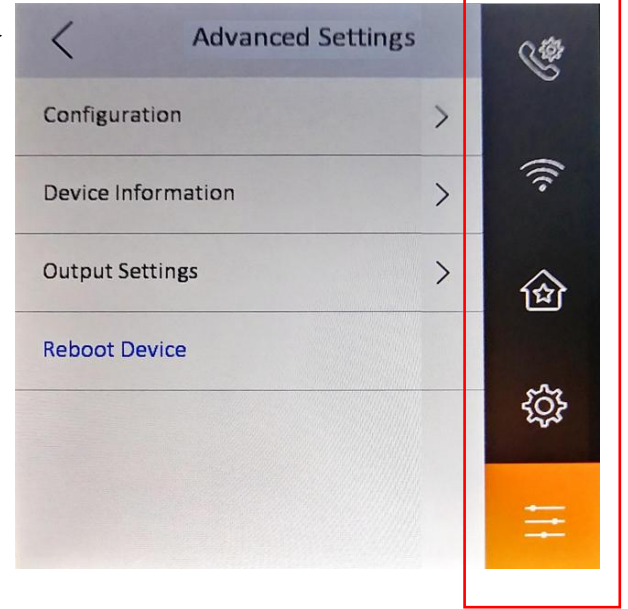 Advanced Settings
Configuration
Device Information
Output Settings
Reboot Device